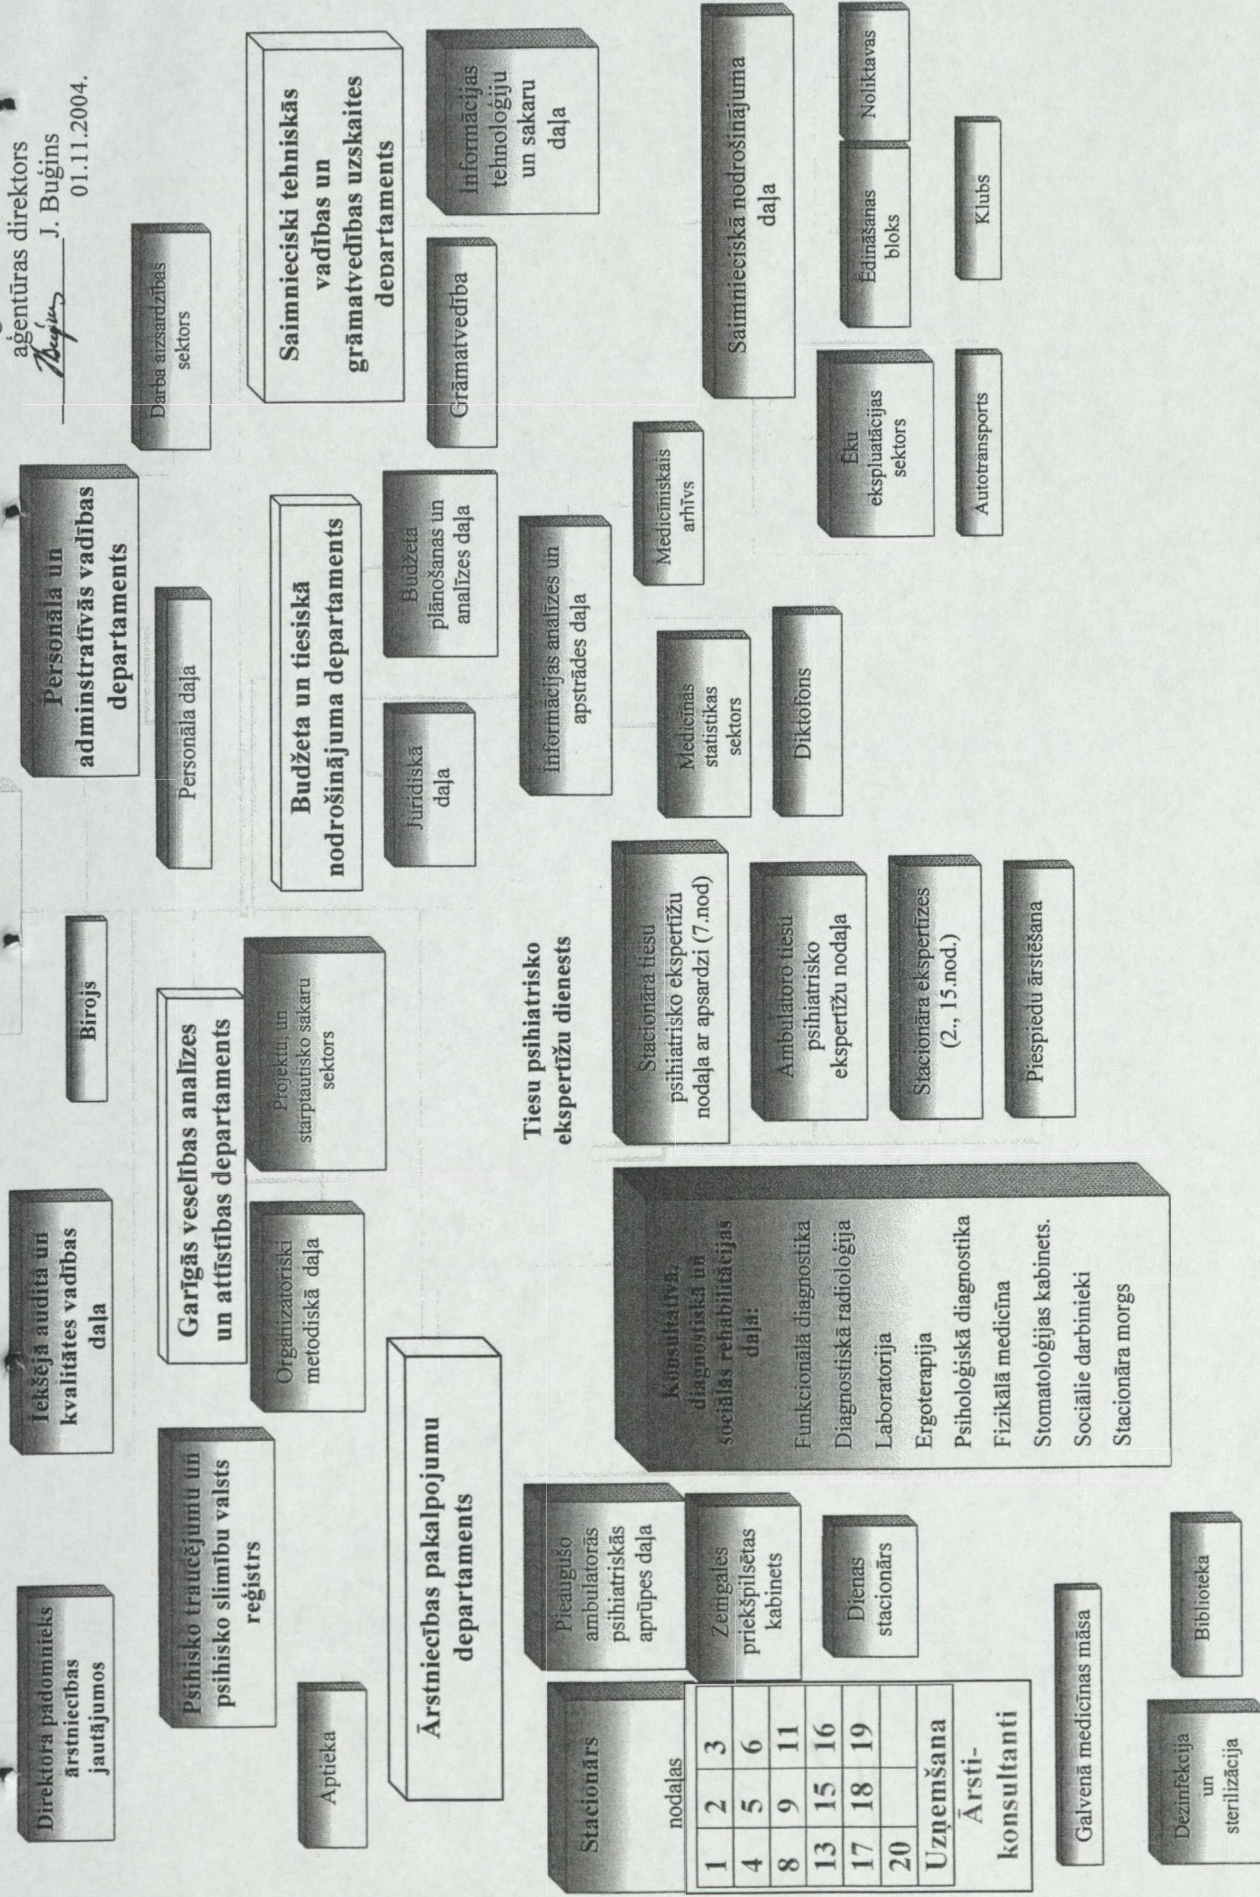 aģentūras direktors
J. Buģins
01.11.2004.
Direktora padomnieks
ārstniecības
jautājumos
Iekšējā audita un
kvalitātes vadības
daļa
Birojs
Personāla un
adminstratīvās vadības
departaments
Personāla daļa
Darba aizsardzības
sektors
Psihisko traucējumu un
psihisko slimību valsts
reģistrs
Aptieka
Garīgās veselības analīzes
un attīstības departaments
Organizatoriski
metodiskā daļa
Projektu, un
starptautisko sakaru
sektors
Budžeta un tiesiskā
nodrošinājuma departaments
Juridiskā
daļa
Budžeta
plānošanas un
analīzes daļa
Saimnieciski tehniskās
vadības un
grāmatvedības uzskaites
departaments
Grāmatvedība
Informācijas
tehnoloģiju
un sakaru
daļa
Ārstniecības pakalpojumu
departaments
Stacionārs
nodaļas
1 2 3
4 5 6
8 9 11
13 15 16
17 18 19
20
Uzņemšana
Ārsti-
konsultanti
Pieaugušo
ambulatorās
psihiatriskās
aprūpes daļa
Zemgales
priekšpilsētas
kabinets
Dienas
stacionārs
Galvenā medicīnas māsa
Dezinfekcija
un
sterilizācija
Biblioteka
Konsultatīvā,
diagnostiskā un
sociālās rehabilitācijas
daļa:
Funkcionālā diagnostika
Diagnostiskā radioloģija
Laboratorija
Ergoterapija
Psiholoģiskā diagnostika
Fizikālā medicīna
Stomatoloģijas kabinets.
Sociālie darbinieki
Stacionāra morgs
Tiesu psihiatrisko
ekspertīžu dienests
Stacionāra tiesu
psihiatrisko ekspertīžu
nodaļa ar apsardzi (7.nod)
Ambulatoro tiesu
psihiatrisko
ekspertīžu nodaļa
Stacionāra ekspertīzes
(2., 15.nod.)
Piespiedu ārstēšana
Informācijas analīzes un
apstrādes daļa
Medicīnas
statistikas
sektors
Medicīniskais
arhīvs
Diktofons
Saimnieciskā nodrošinājuma
daļa
Ēku
ekspluatācijas
sektors
Ēdināšanas
bloks
Noliktavas
Autotransports
Klubs